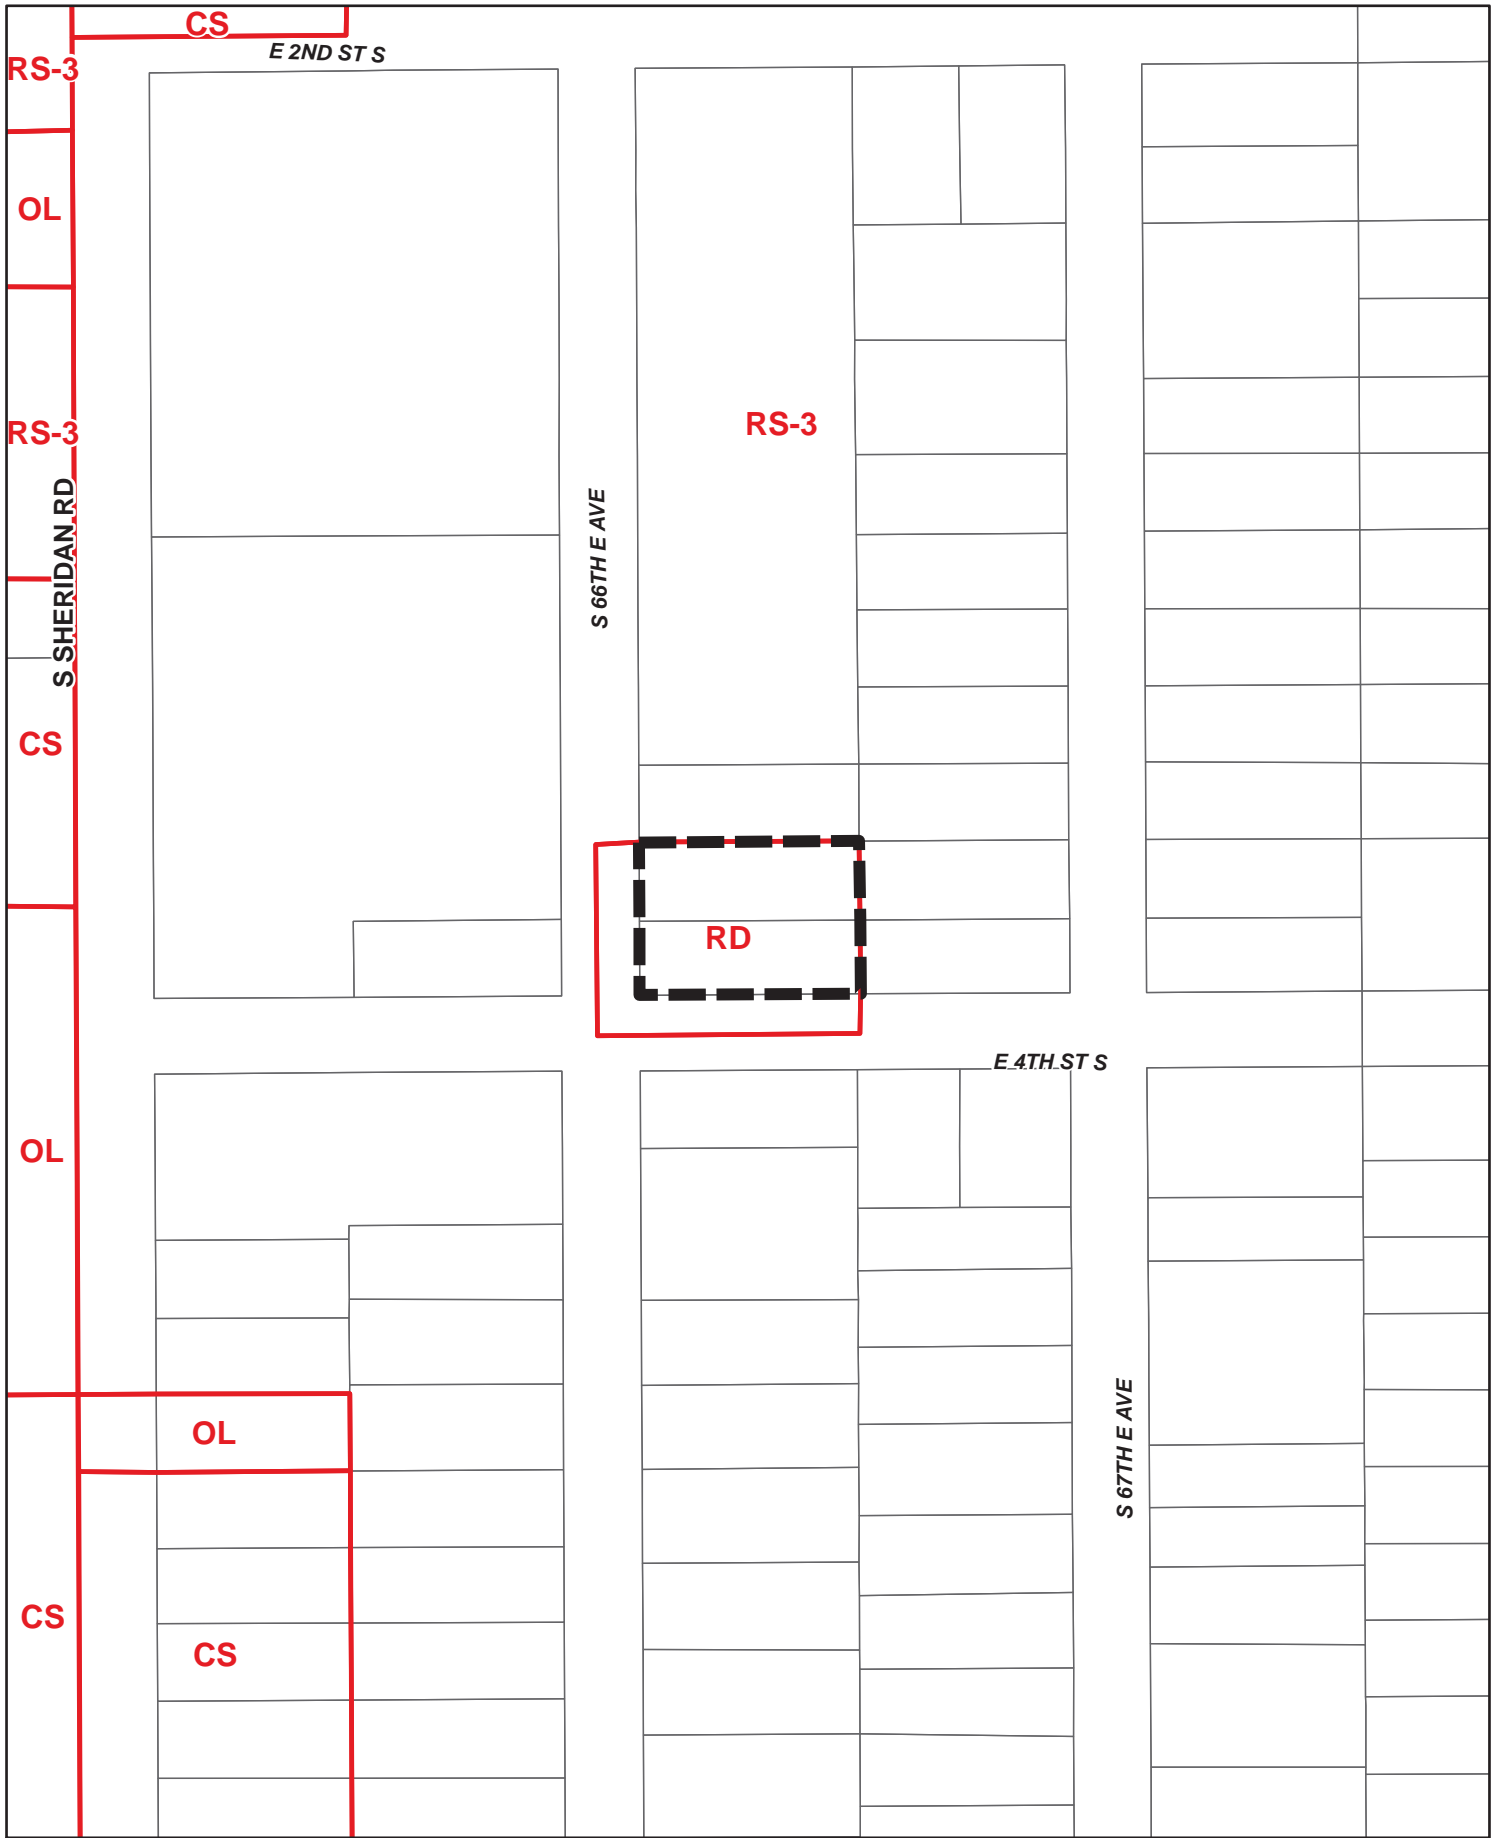 CS
E 2ND ST S
RS-3
OL
RS-3
RS-3
S SHERIDAN RD
S 66TH E AVE
CS
RD
E 4TH ST S
OL
OL
S 67TH E AVE
CS
CS